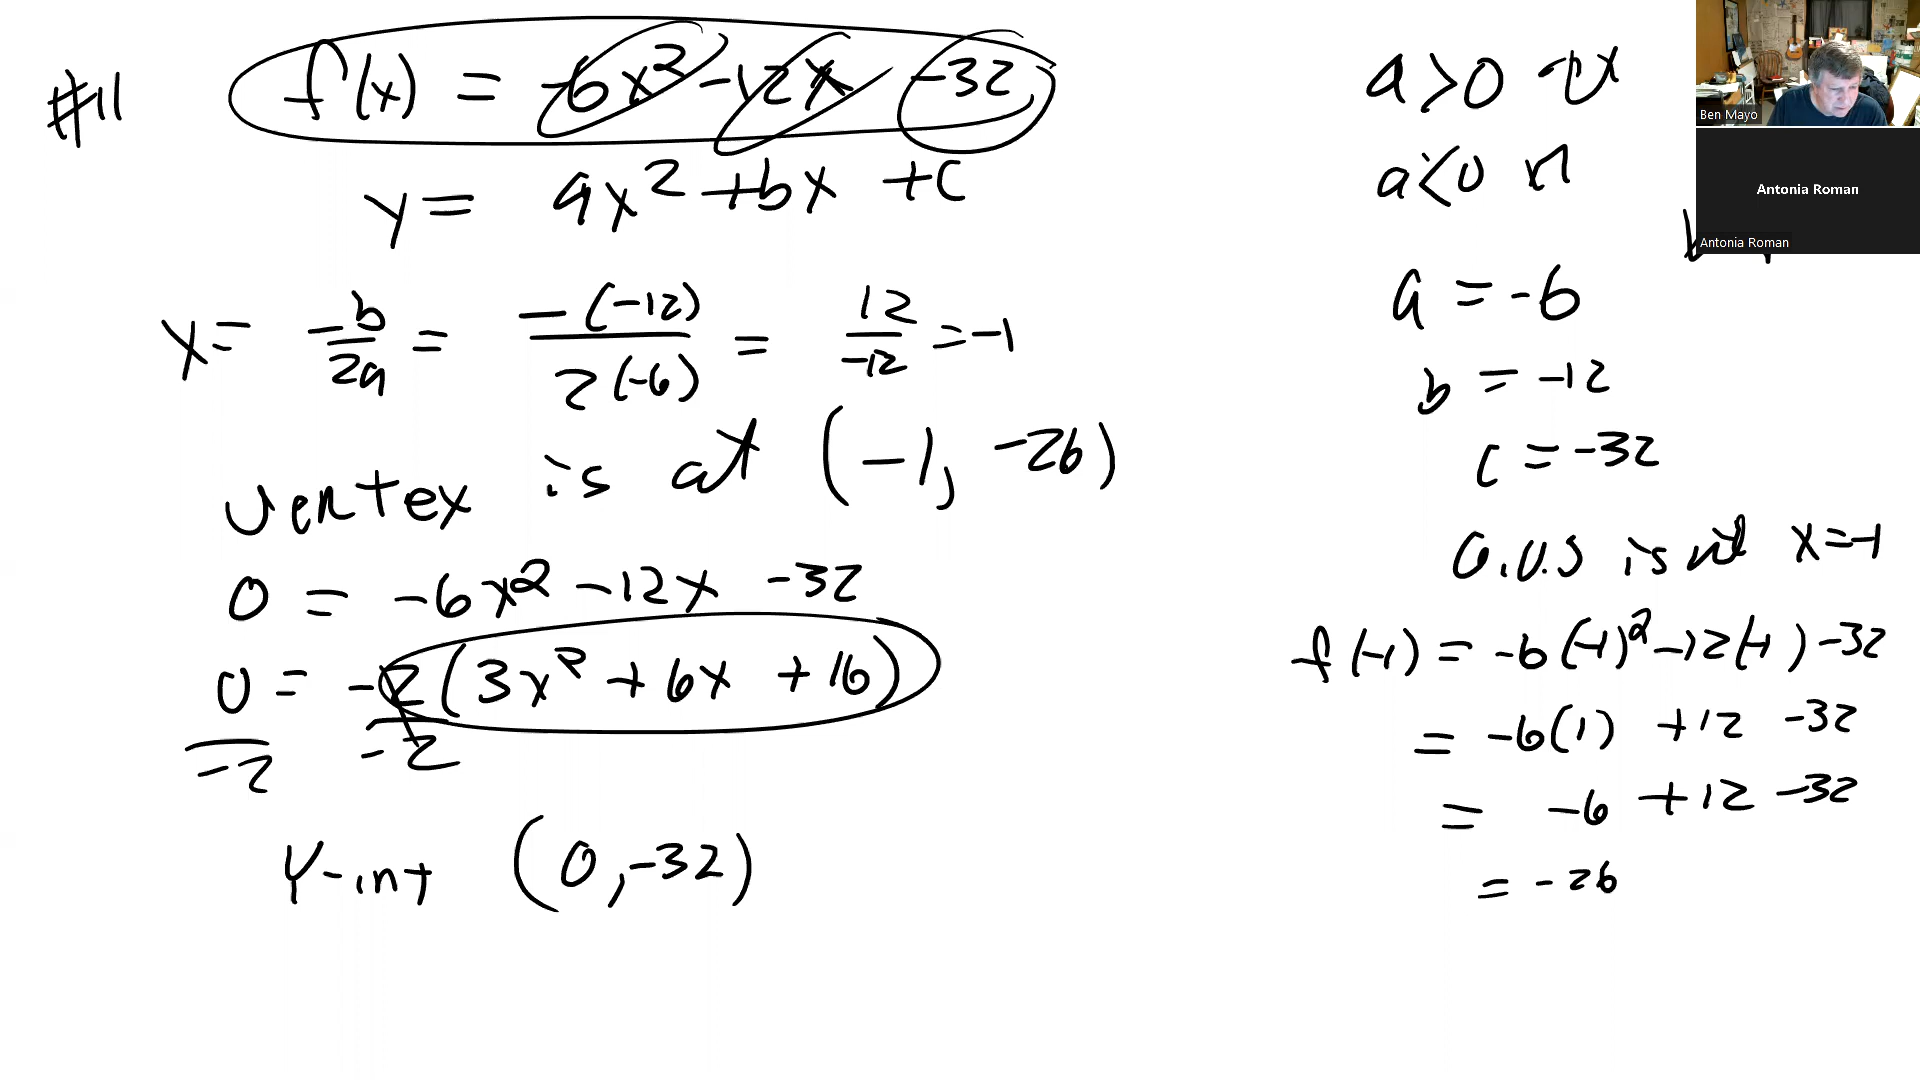 #11
f(x) = -6x² -12x -32
y = ax² +bx +c
x = -b/2a = -(-12)/2(-6) = 12/-12 = -1
vertex is at (-1, -26)
0 = -6x² -12x -32
0 = -2(3x² + 6x + 16)
-2 -2
Y-int (0, -32)
a>0
a<0
a = -6
b = -12
c = -32
is at x=-1
f(-1) = -6(-1)² -12(-1) -32
= -6(1) +12 -32
= -6 +12 -32
= -26
Ben Mayo
Antonia Roman
Antonia Roman